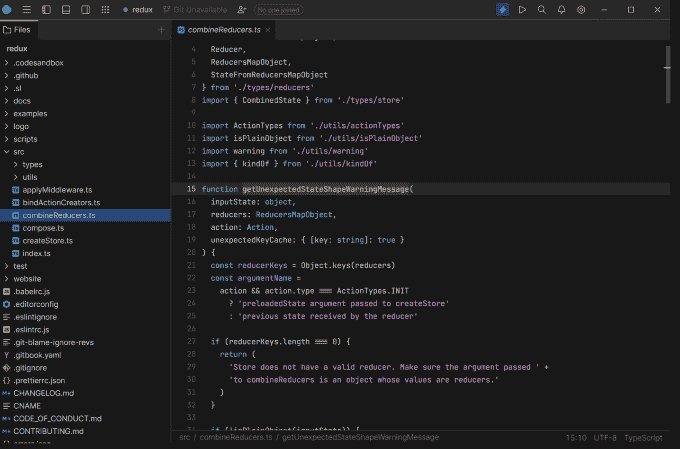 redux
Git Unavailable
No one joined
Files
combineReducers.ts
redux
.codesandbox
.github
.sl
docs
examples
logo
scripts
src
types
utils
applyMiddleware.ts
bindActionCreators.ts
combineReducers.ts
compose.ts
createStore.ts
index.ts
test
website
.babelrc.js
.editorconfig
.eslintignore
.eslintrc.js
.git-blame-ignore-revs
.gitbook.yaml
.gitignore
.prettierrc.json
CHANGELOG.md
CNAME
CODE_OF_CONDUCT.md
CONTRIBUTING.md
4 Reducer,
5 ReducersMapObject,
6 StateFromReducersMapObject
7 } from './types/reducers'
8 import { CombinedState } from './types/store'
9
10 import ActionTypes from './utils/actionTypes'
11 import isPlainObject from './utils/isPlainObject'
12 import warning from './utils/warning'
13 import { kindOf } from './utils/kindOf'
14
15 function getUnexpectedStateShapeWarningMessage(
16 inputState: object,
17 reducers: ReducersMapObject,
18 action: Action,
19 unexpectedKeyCache: { [key: string]: true }
20 ) {
21 const reducerKeys = Object.keys(reducers)
22 const argumentName =
23 action && action.type === ActionTypes.INIT
24 ? 'preloadedState argument passed to createStore'
25 : 'previous state received by the reducer'
26
27 if (reducerKeys.length === 0) {
28 return (
29 'Store does not have a valid reducer. Make sure the argument passed ' +
30 'to combineReducers is an object whose values are reducers.'
31 )
32 }
33
if (!isPlainObject(inputState)) {
src / combineReducers.ts / getUnexpectedStateShapeWarningMessage
15:10 UTF-8 TypeScript